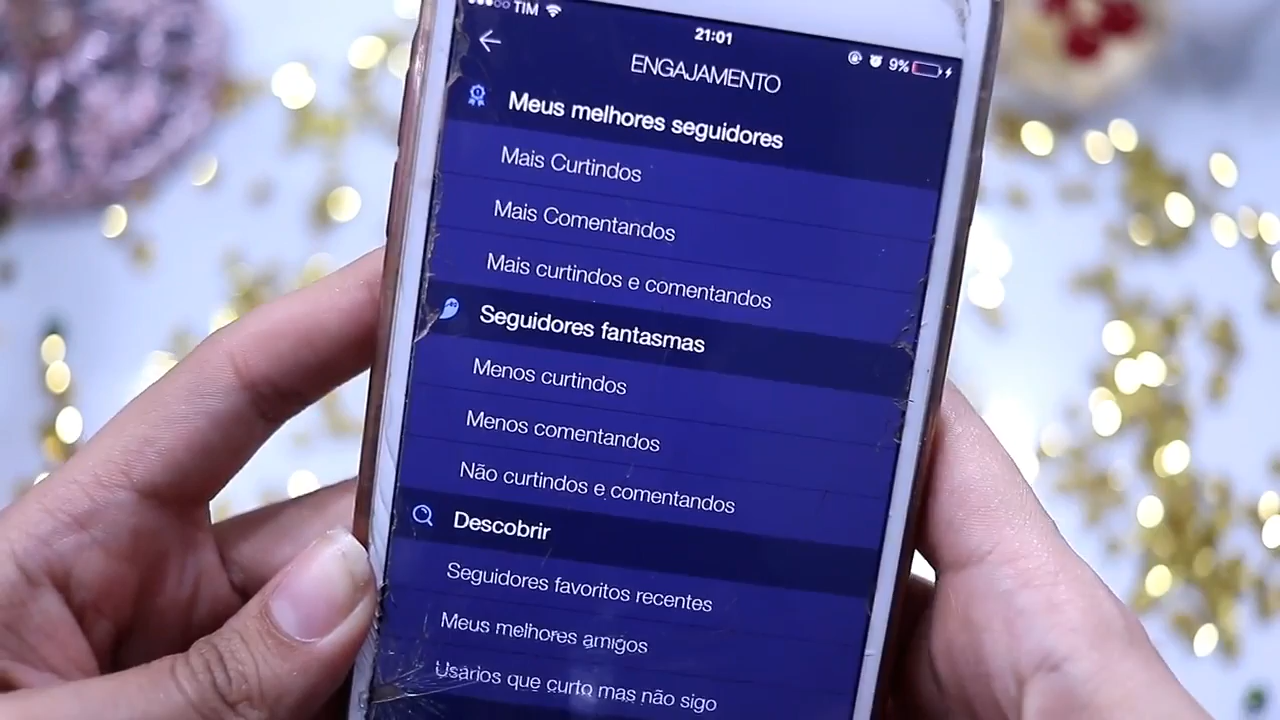 TIM
21:01
9%
ENGAJAMENTO
Meus melhores seguidores
Mais Curtindos
Mais Comentandos
Mais curtindos e comentandos
Seguidores fantasmas
Menos curtindos
Menos comentandos
Não curtindos e comentandos
Descobrir
Seguidores favoritos recentes
Meus melhores amigos
Usários que curto mas não sigo